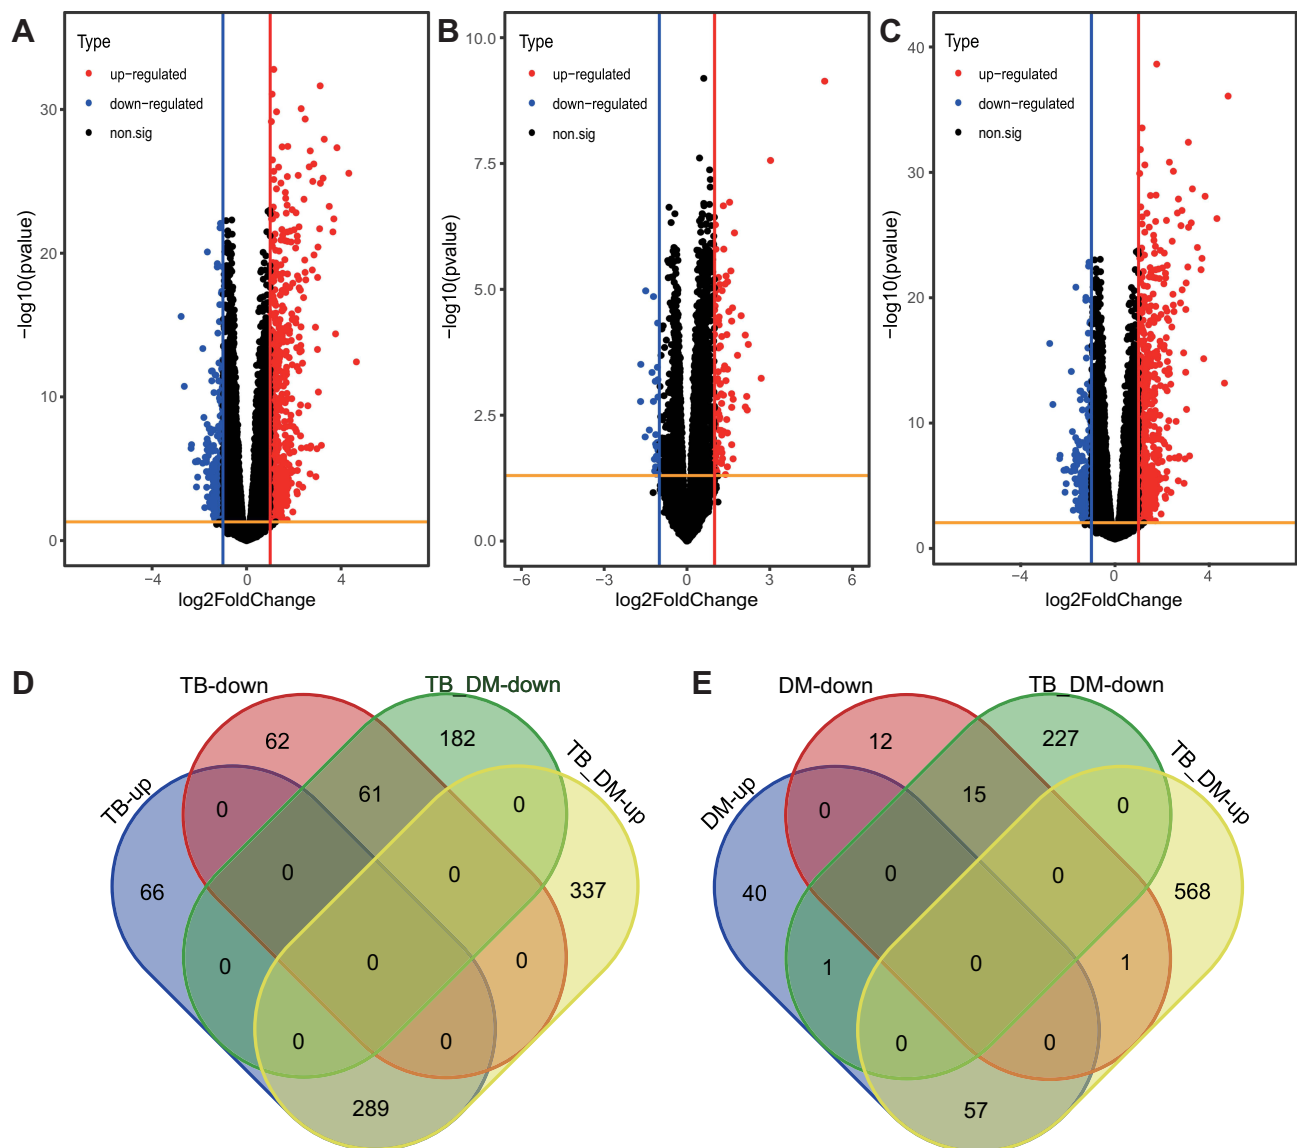 A
Type
up−regulated
down−regulated
non.sig
30
20
10
0
−4
0
4
−log10(pvalue)
log2FoldChange
B
Type
up−regulated
down−regulated
non.sig
10.0
7.5
5.0
2.5
0.0
−6
−3
0
3
6
−log10(pvalue)
log2FoldChange
C
Type
up−regulated
down−regulated
non.sig
40
30
20
10
0
−4
0
4
−log10(pvalue)
log2FoldChange
D
TB-down
TB_DM-down
TB-up
TB_DM-up
62
182
61
0
0
0
0
66
337
0
0
0
0
0
289
E
DM-down
TB_DM-down
DM-up
TB_DM-up
12
227
15
0
0
0
0
40
568
1
0
1
0
0
57